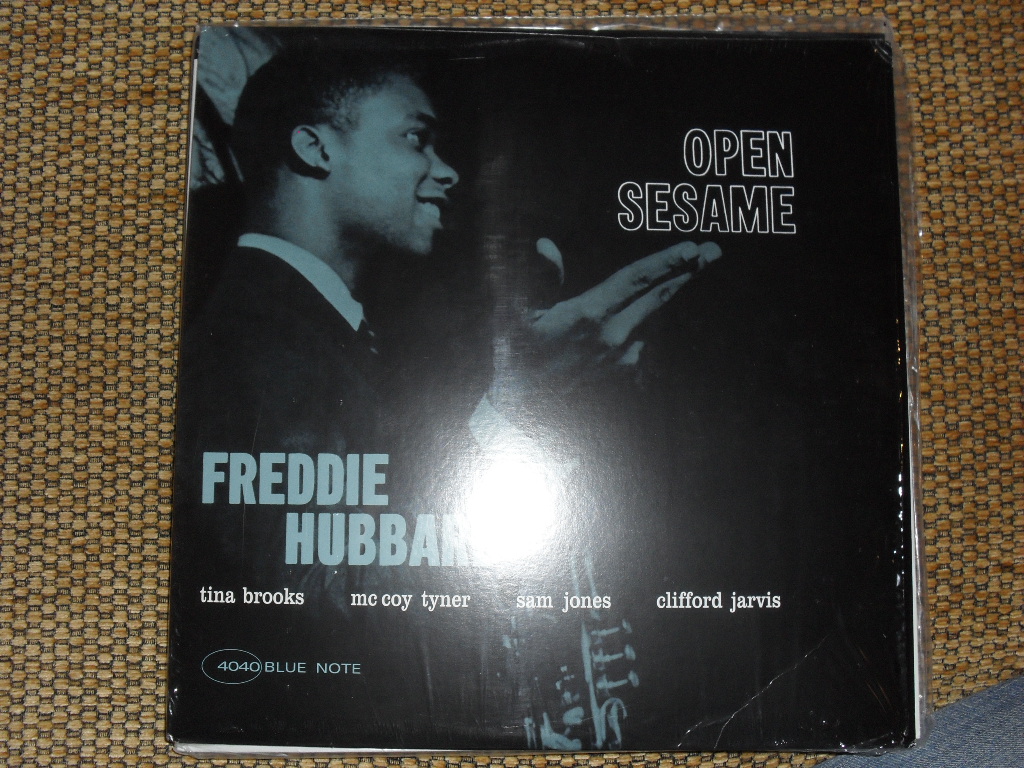 OPEN
SESAME
FREDDIE
HUBBAR
tina brooks mc coy tyner sam jones clifford jarvis
4040 BLUE NOTE